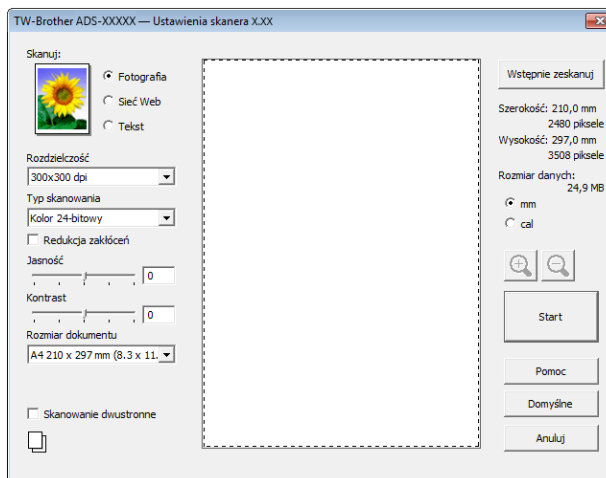 TW-Brother ADS-XXXXX — Ustawienia skanera X.XX
Skanuj:
Fotografia
Sieć Web
Tekst
Rozdzielczość
300x300 dpi
Typ skanowania
Kolor 24-bitowy
Redukcja zakłóceń
Jasność
0
Kontrast
0
Rozmiar dokumentu
A4 210 x 297 mm (8.3 x 11.
Skanowanie dwustronne
Wstępnie zeskanuj
Szerokość: 210,0 mm
2480 piksele
Wysokość: 297,0 mm
3508 piksele
Rozmiar danych:
24,9 MB
mm
cal
Start
Pomoc
Domyślne
Anuluj